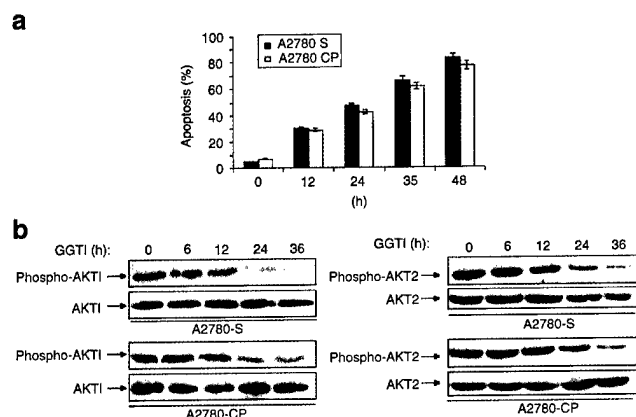 a
100
80
60
40
20
0
Apoptosis (%)
A2780 S
A2780 CP
0 12 24 35 48
(h)
b
GGTI (h): 0 6 12 24 36
Phospho-AKTI
AKTI
A2780-S
Phospho-AKTI
AKTI
A2780-CP
GGTI (h): 0 6 12 24 36
Phospho-AKT2
AKT2
A2780-S
Phospho-AKT2
AKT2
A2780-CP